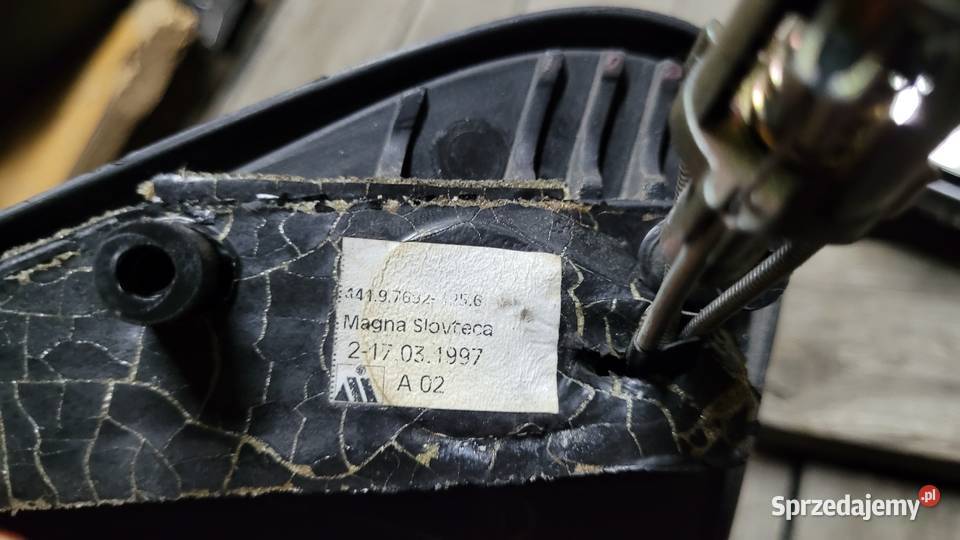 Magna Slovteca
2-17.03.1997
A 02
Sprzedajemy.pl